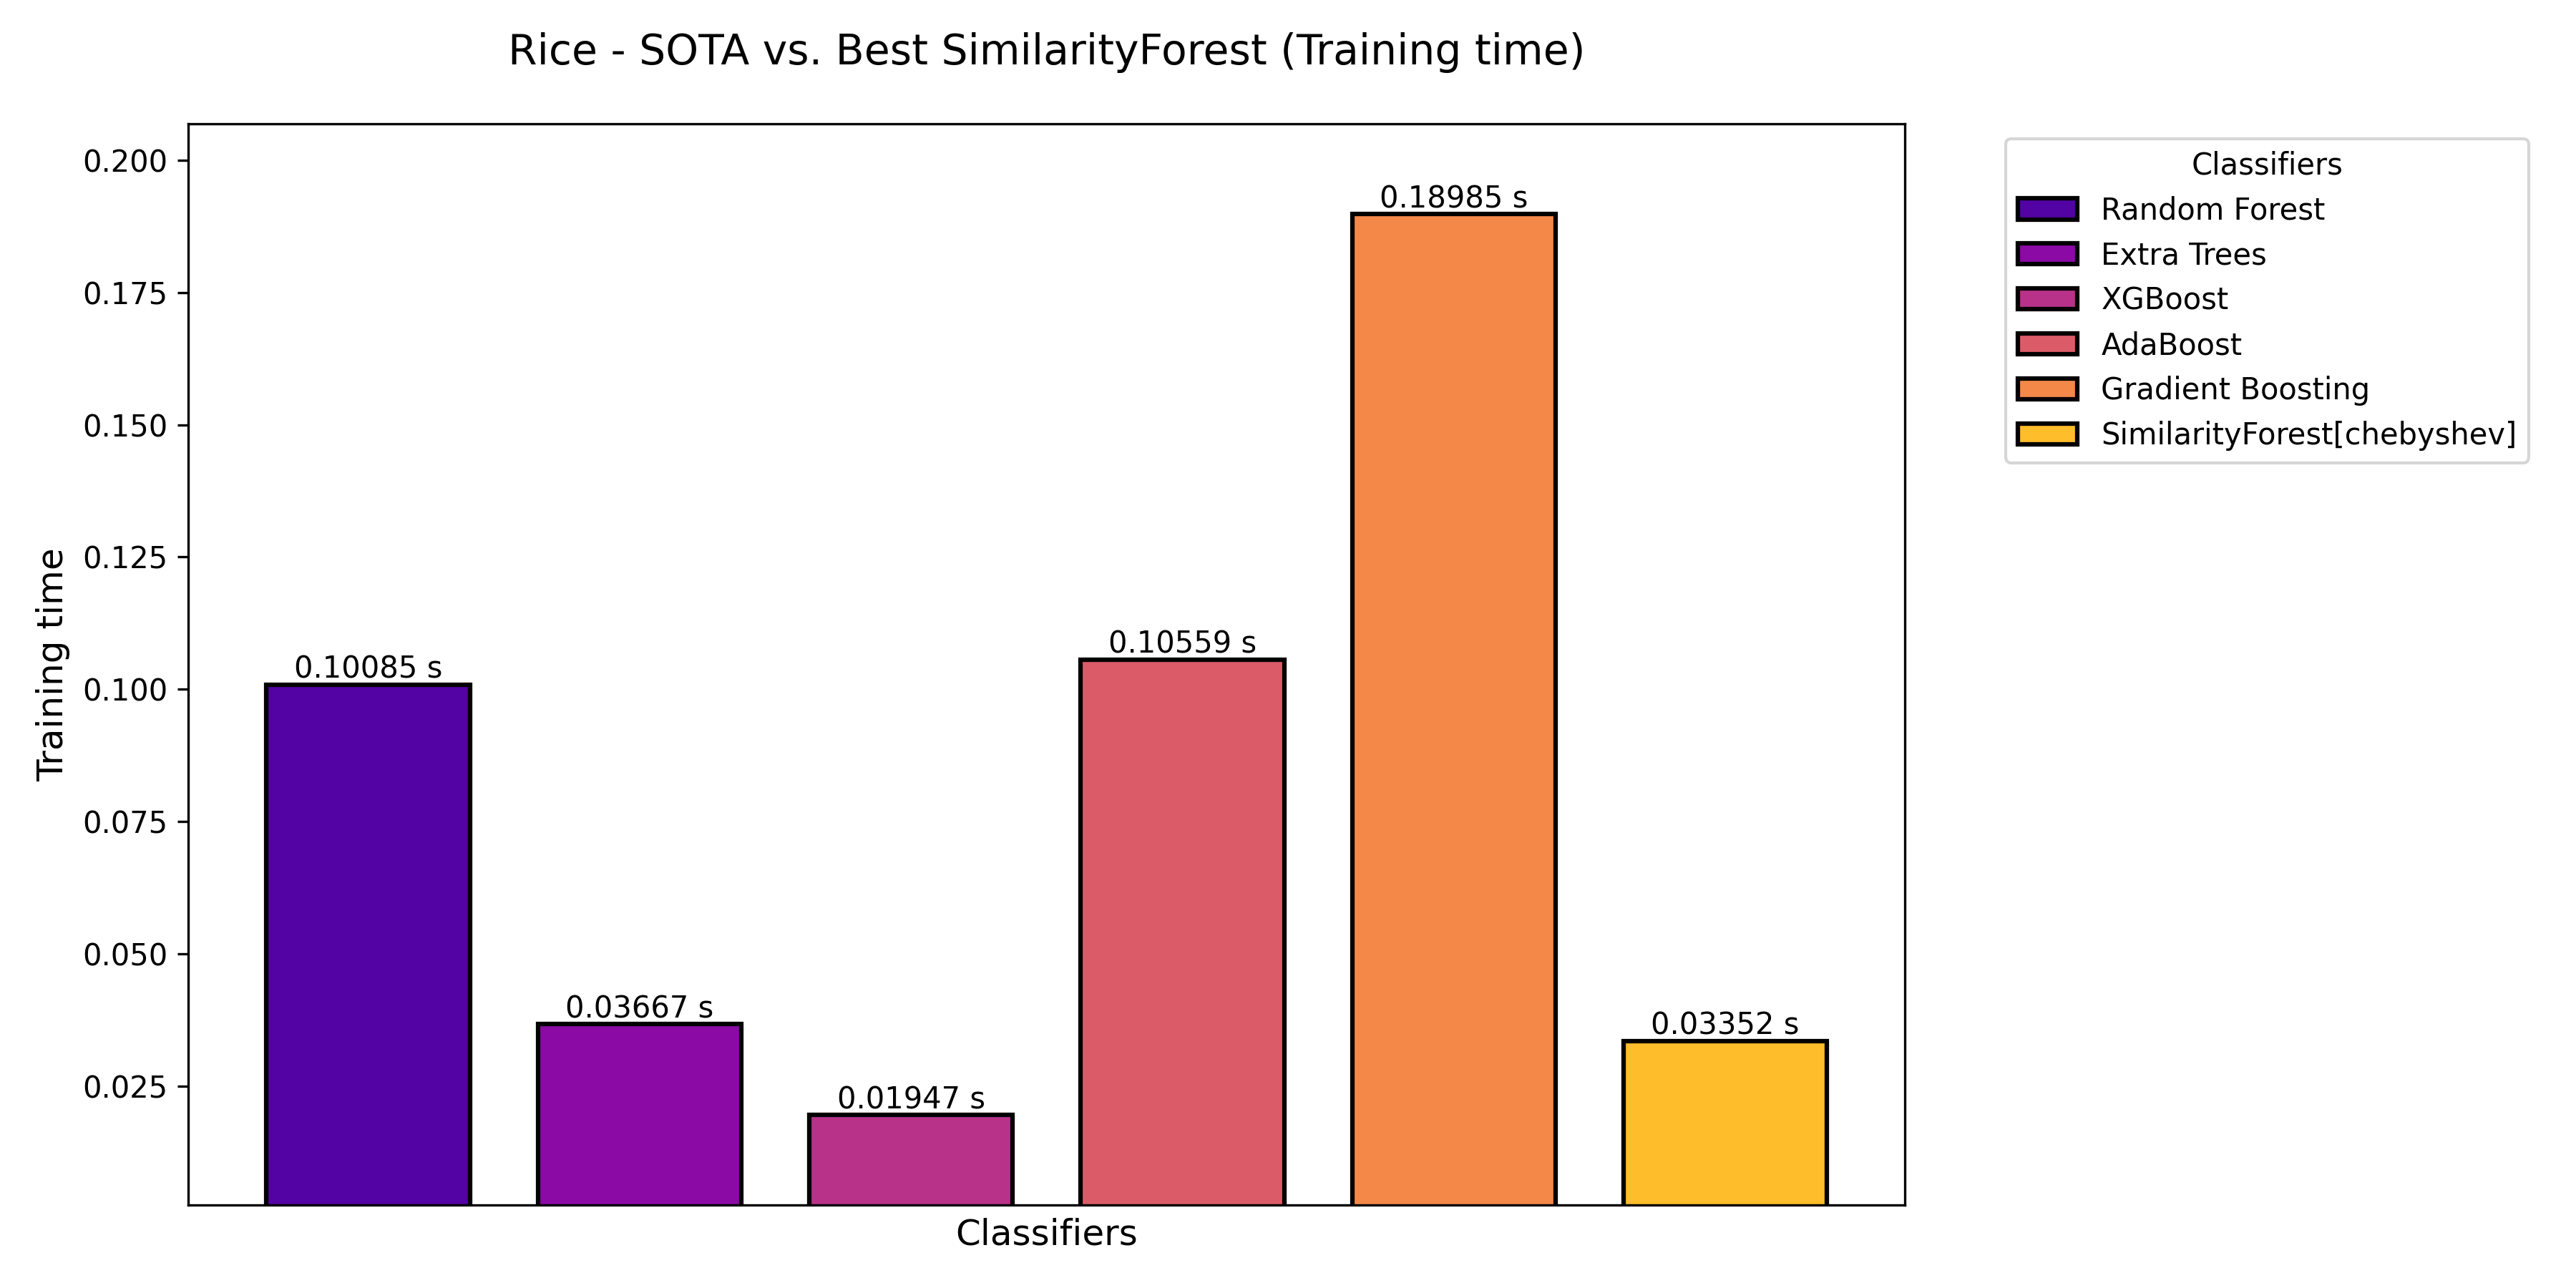 Rice - SOTA vs. Best SimilarityForest (Training time)
Training time
0.200
0.175
0.150
0.125
0.100
0.075
0.050
0.025
0.10085 s
0.03667 s
0.01947 s
0.10559 s
0.18985 s
0.03352 s
Classifiers
Classifiers
Random Forest
Extra Trees
XGBoost
AdaBoost
Gradient Boosting
SimilarityForest[chebyshev]